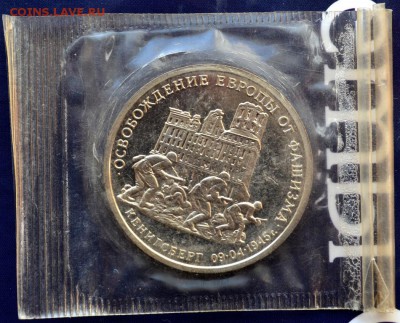 COINS.LAVE.RU
·ОСВОБОЖДЕНИЕ ЕВРОПЫ ОТ ФАШИЗМА·
КЕНИГСБЕРГ 09·04·1945г.